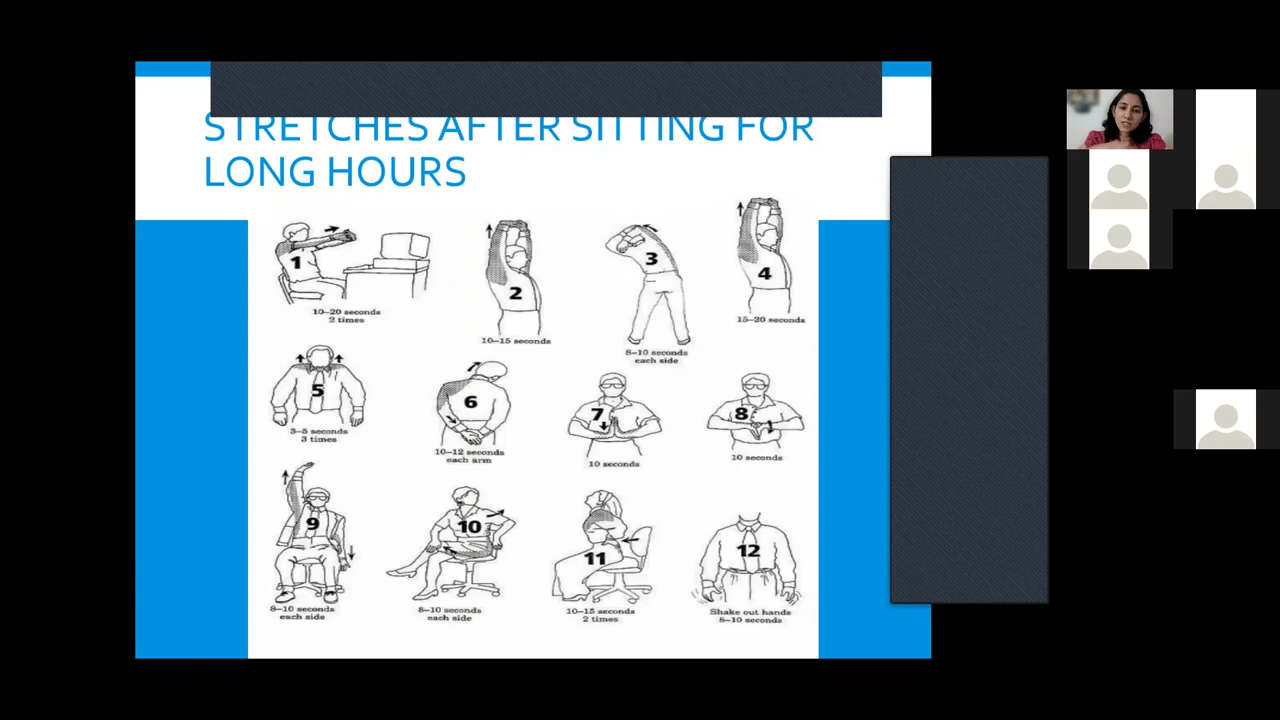 STRETCHES AFTER SITTING FOR
LONG HOURS
1
10–20 seconds
2 times
2
10–15 seconds
3
8–10 seconds
each side
4
15–20 seconds
5
3–5 seconds
3 times
6
10–12 seconds
each arm
7
10 seconds
8
10 seconds
9
8–10 seconds
each side
10
8–10 seconds
each side
11
10–15 seconds
2 times
12
Shake out hands
8–10 seconds